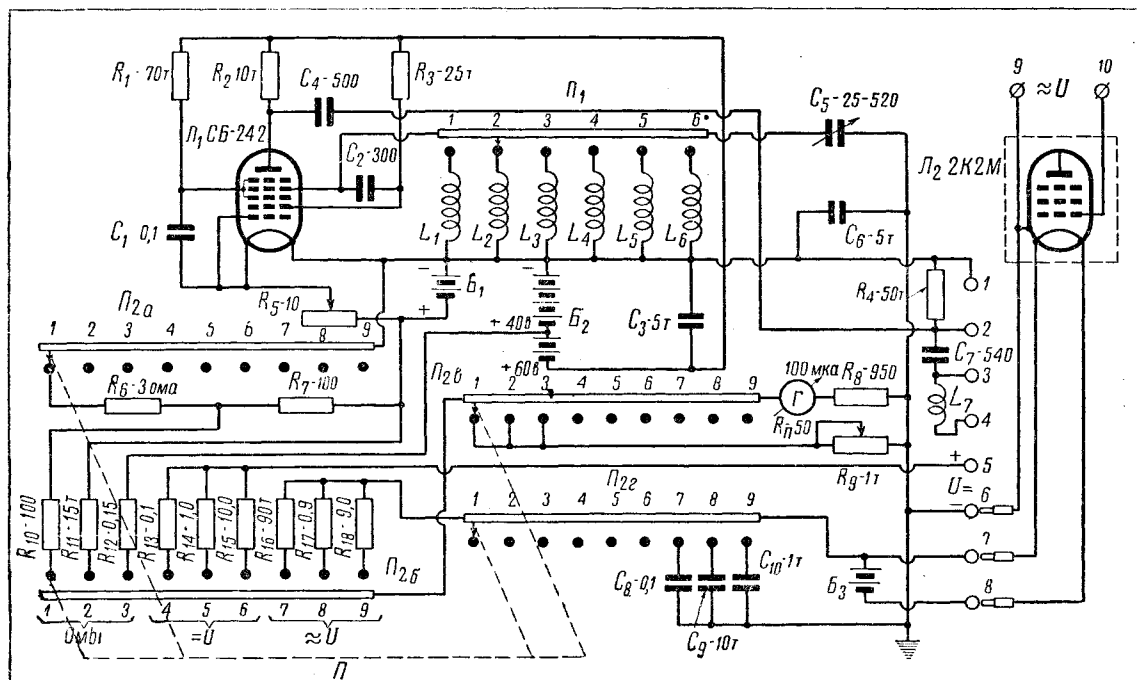 R1-70т
R2 10т
C4-500
R3-25т
П1
C5-25-520
9 ≈U 10
Л1 СБ-242
C2-300
1 2 3 4 5 6
Л2 2К2М
C1 0,1
L1 L2 L3 L4 L5 L6
C6-5т
R4-50т
1
2
C7-540
3
L7
4
+ 5
U=
− 6
7
8
R5-10
− Б1 +
− Б2
+40в
+60в
C3-5т
П2а
1 2 3 4 5 6 7 8 9
R6-3 ома
R7-100
П2в
1 2 3 4 5 6 7 8 9
100 мка
Г
Rп-50
R8-950
R9-1т
R10-100
R11-15т
R12-0,15
R13-0,1
R14-1,0
R15-10,0
R16-90т
R17-0,9
R18-9,0
П2г
1 2 3 4 5 6 7 8 9
C8-0,1
C9-10т
C10-1т
Б3
П2б
1 2 3 4 5 6 7 8 9
Омы
=U
≈U
П